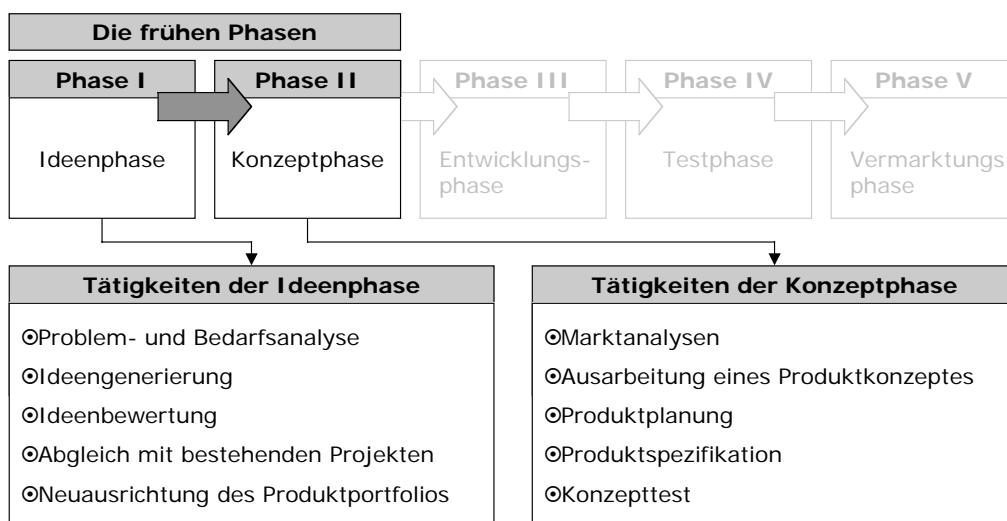 Die frühen Phasen
Phase I
Phase II
Phase III
Phase IV
Phase V
Ideenphase
Konzeptphase
Entwicklungs-
phase
Testphase
Vermarktungs
phase
Tätigkeiten der Ideenphase
Problem- und Bedarfsanalyse
Ideengenerierung
Ideenbewertung
Abgleich mit bestehenden Projekten
Neuausrichtung des Produktportfolios
Tätigkeiten der Konzeptphase
Marktanalysen
Ausarbeitung eines Produktkonzeptes
Produktplanung
Produktspezifikation
Konzepttest